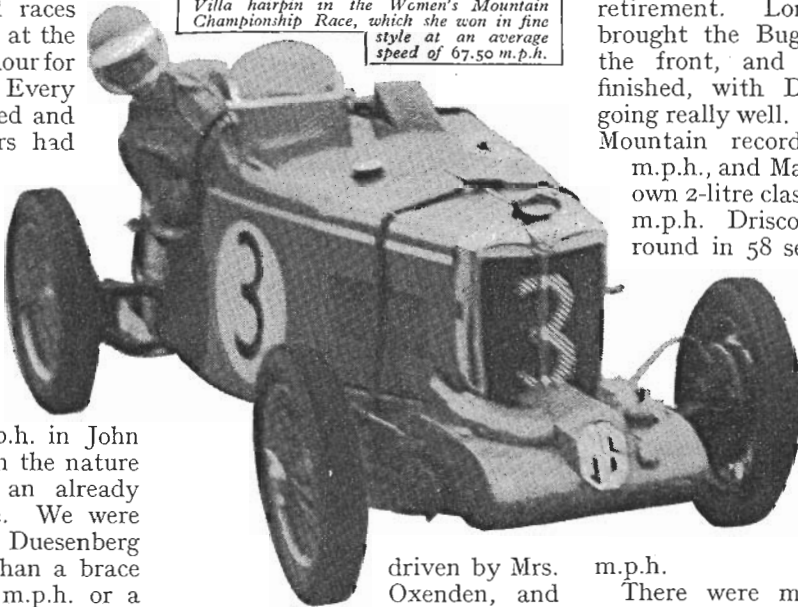 races
at the
our for
Every
ed and
rs had
Villa hairpin in the Women's Mountain
Championship Race, which she won in fine
style at an average
speed of 67.50 m.p.h.
retirement. Lor
brought the Bug
the front, and
finished, with D
going really well.
Mountain record
m.p.h., and Ma
own 2-litre clas
m.p.h. Drisco
round in 58 se
3
3
p.h. in John
n the nature
an already
. We were
Duesenberg
han a brace
m.p.h. or a
driven by Mrs.
Oxenden, and
m.p.h.
There were m